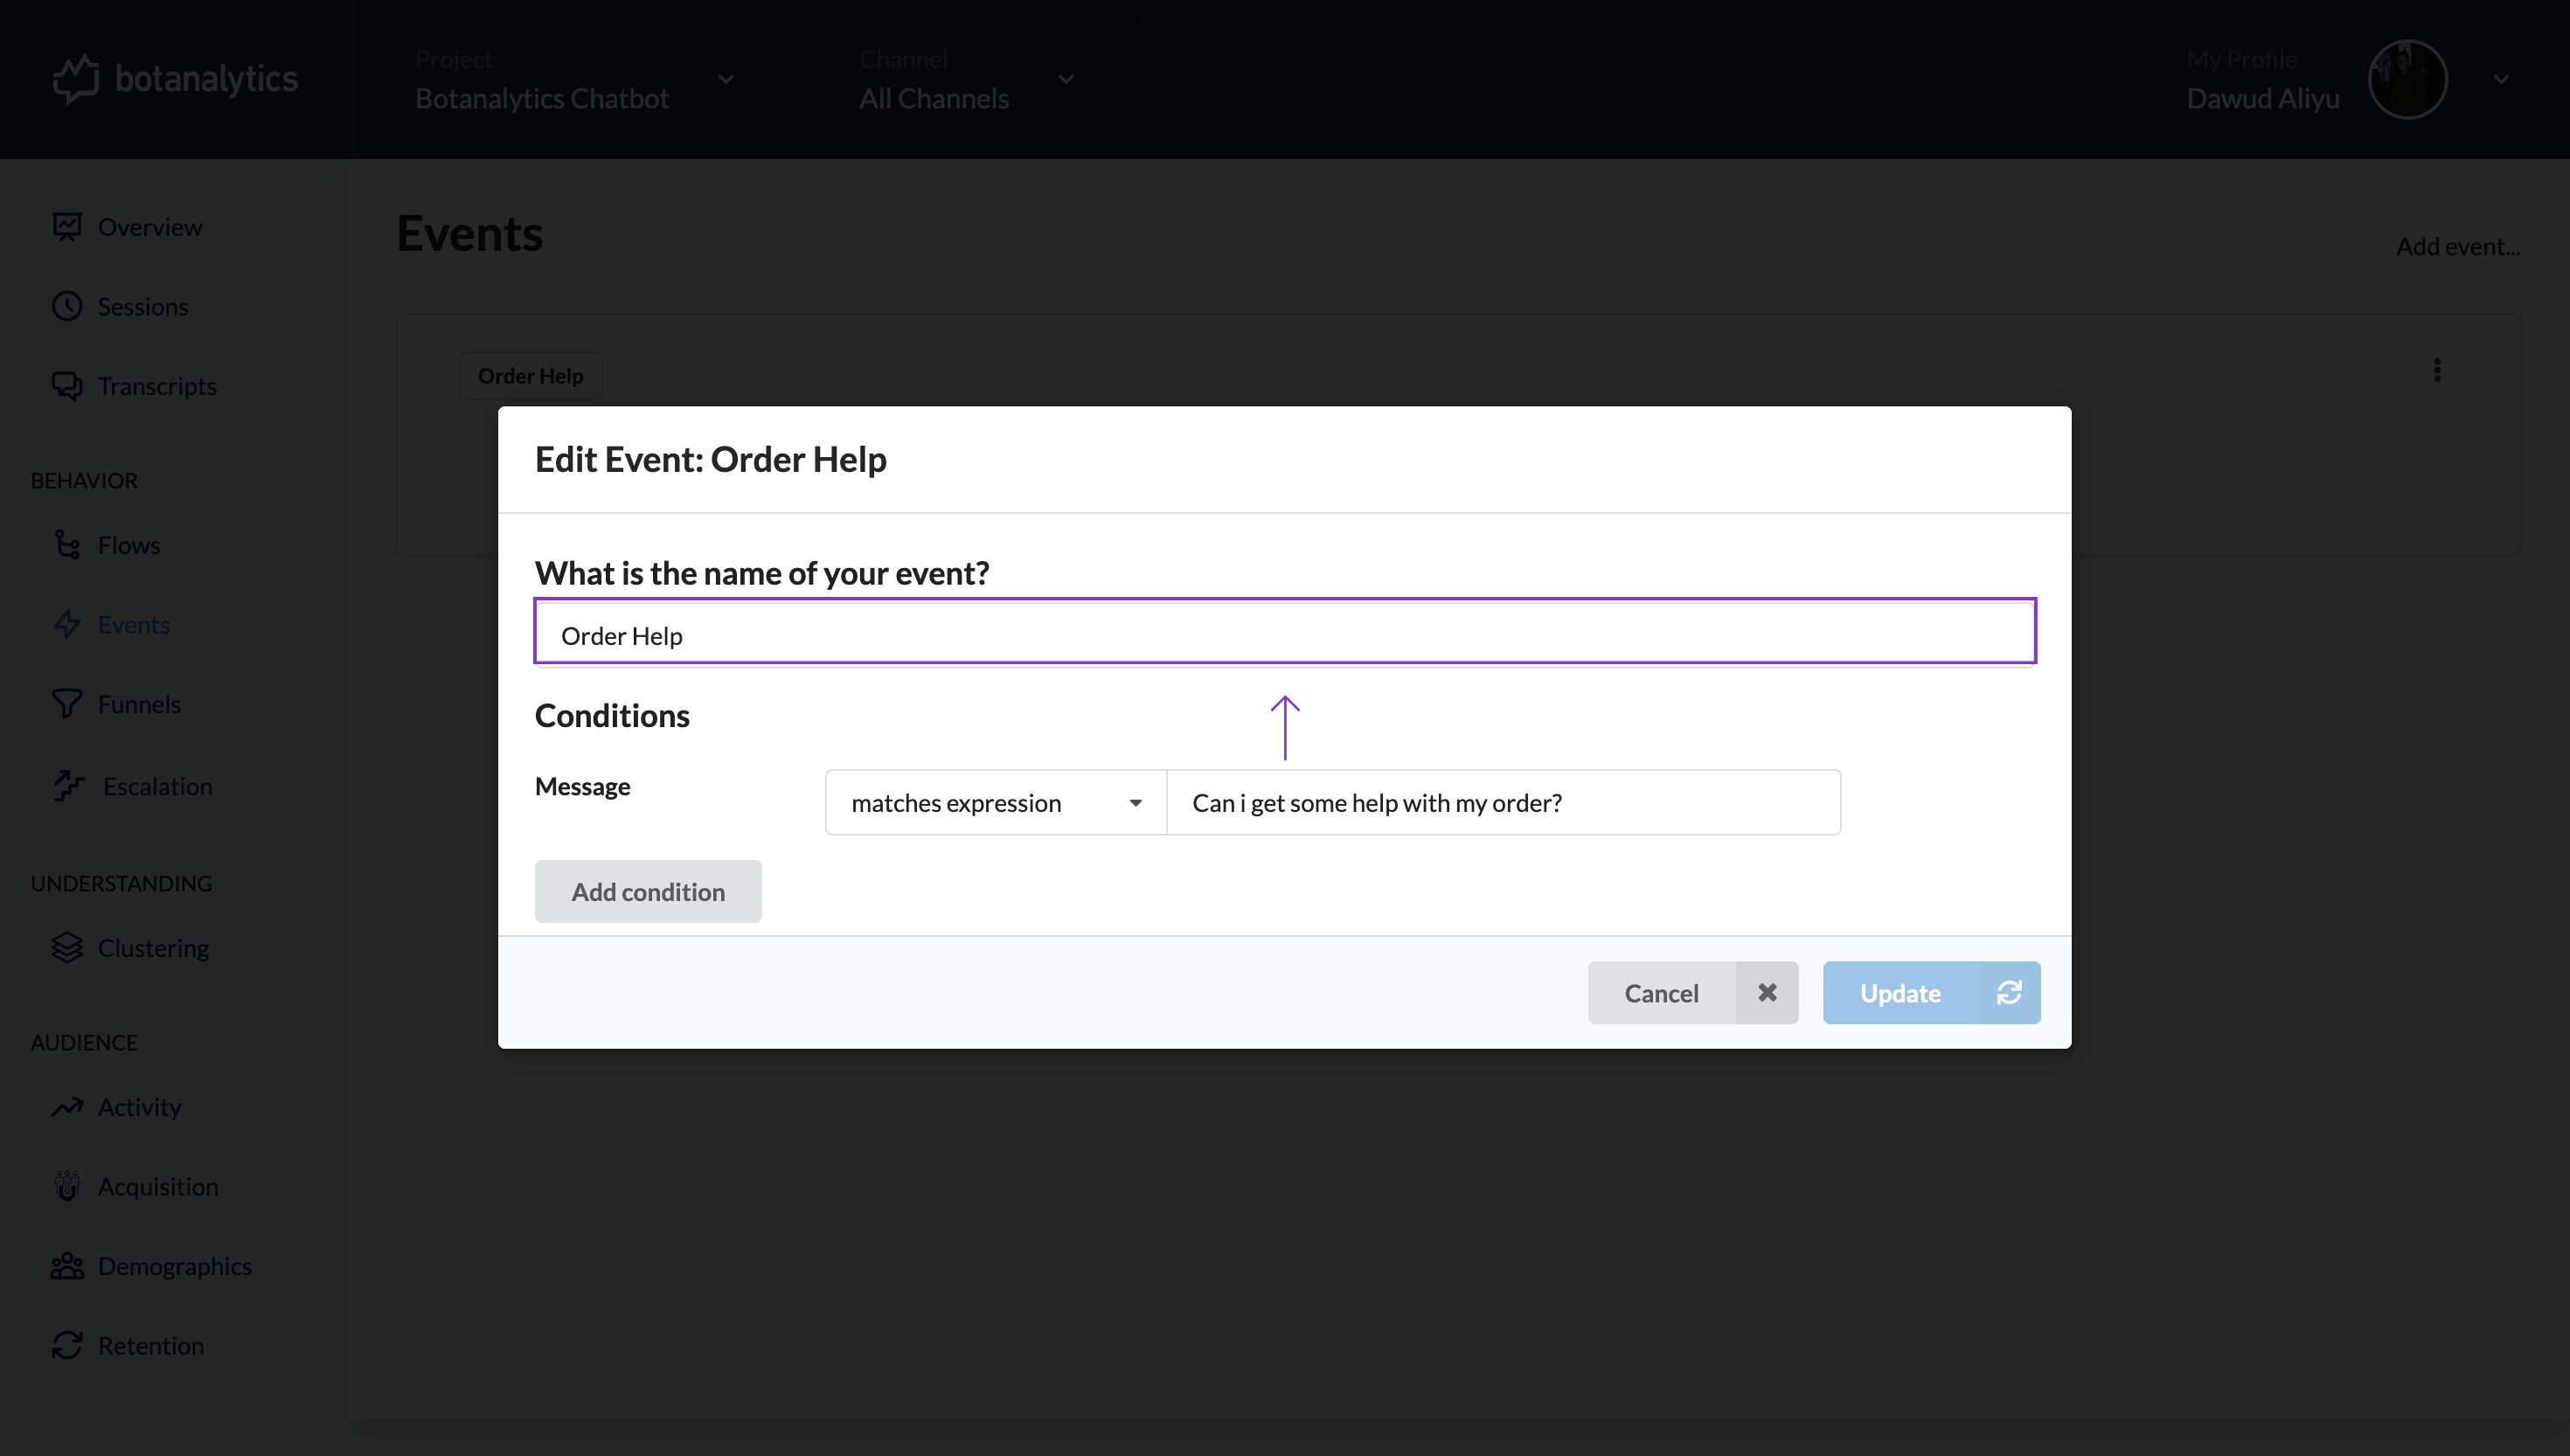 botanalytics
Project
Botanalytics Chatbot
Channel
All Channels
My Profile
Dawud Aliyu
Overview
Sessions
Transcripts
BEHAVIOR
Flows
Events
Funnels
Escalation
UNDERSTANDING
Clustering
AUDIENCE
Activity
Acquisition
Demographics
Retention
Events
Add event...
Order Help
Edit Event: Order Help
What is the name of your event?
Order Help
Conditions
Message
matches expression
Can i get some help with my order?
Add condition
Cancel
Update